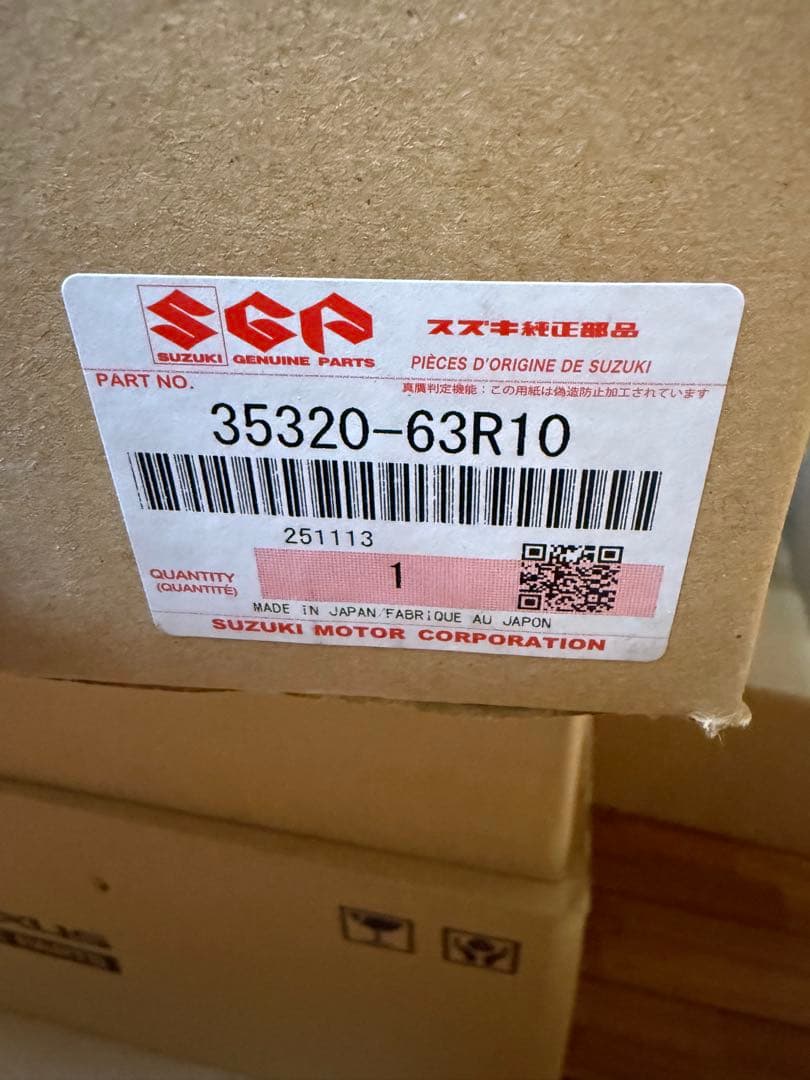 SGP
SUZUKI GENUINE PARTS
スズキ純正部品
PIÈCES D'ORIGINE DE SUZUKI
PART NO.
真贋判定機能：この用紙は偽造防止加工されています
35320-63R10
251113
QUANTITY
(QUANTITÉ)
1
MADE IN JAPAN/FABRIQUE AU JAPON
SUZUKI MOTOR CORPORATION